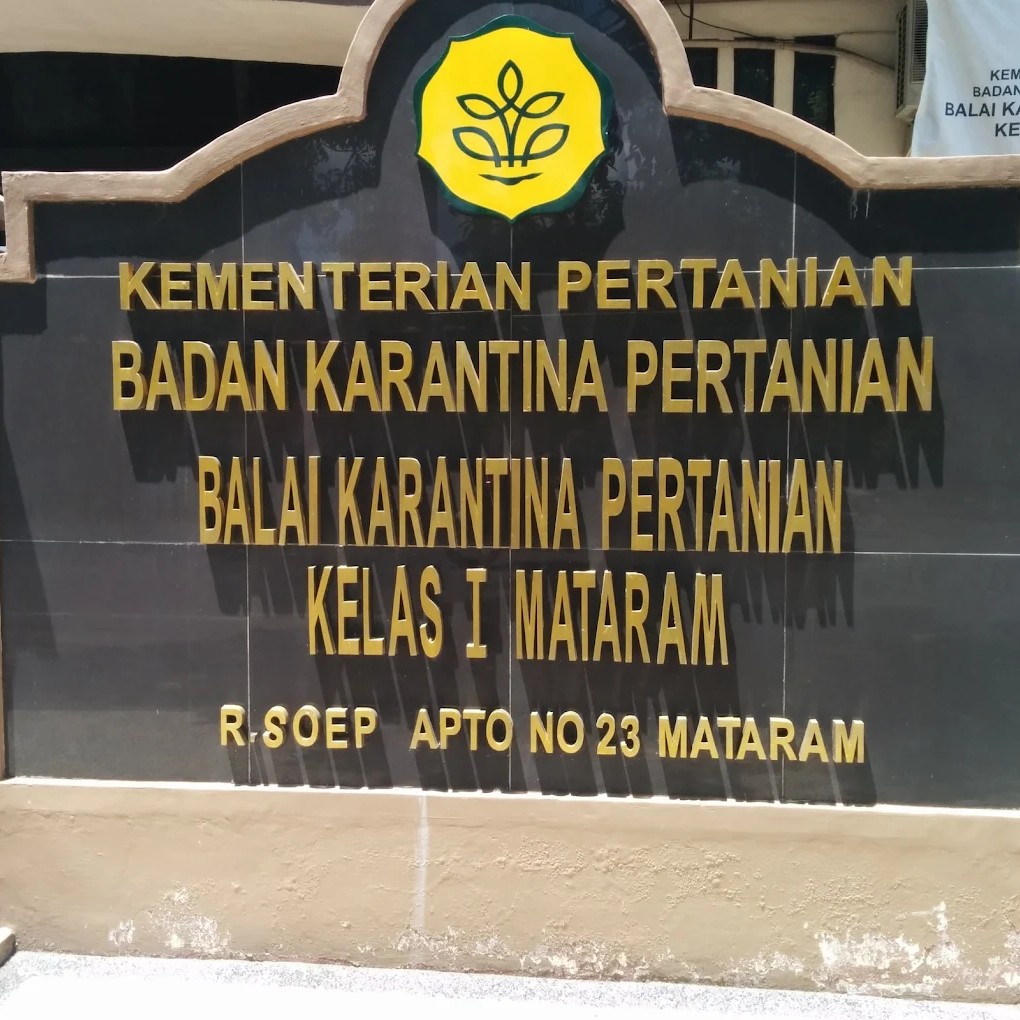 KEMENTERIAN PERTANIAN
BADAN KARANTINA PERTANIAN
BALAI KARANTINA PERTANIAN
KELAS I MATARAM
R.SOEP APTO NO 23 MATARAM
KEM
BADAN
BALAI KA
KE